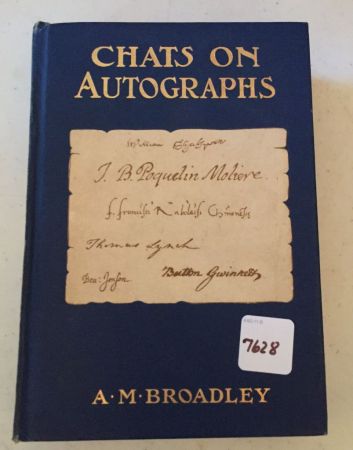 CHATS ON
AUTOGRAPHS
J. B. Poquelin Moliere.
Thomas Lynch
Ben: Jonson
Button Gwinnett
7628
A·M·BROADLEY